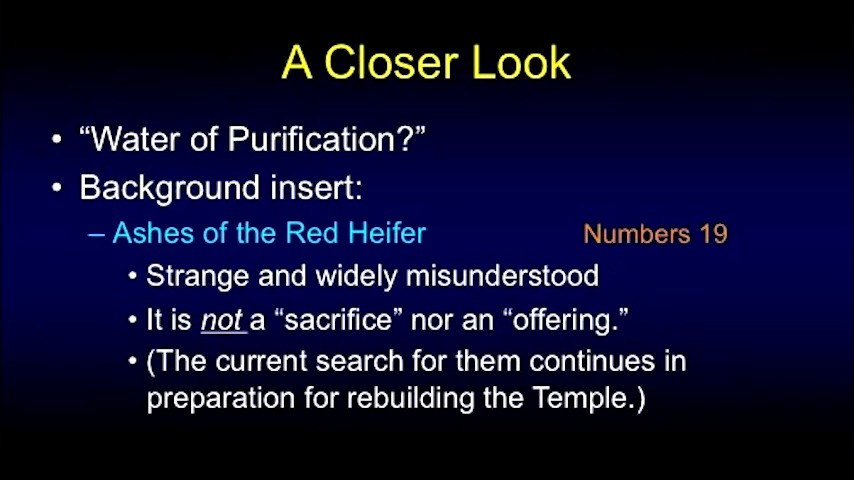 A Closer Look
• “Water of Purification?”
• Background insert:
– Ashes of the Red Heifer Numbers 19
• Strange and widely misunderstood
• It is not a “sacrifice” nor an “offering.”
• (The current search for them continues in
preparation for rebuilding the Temple.)